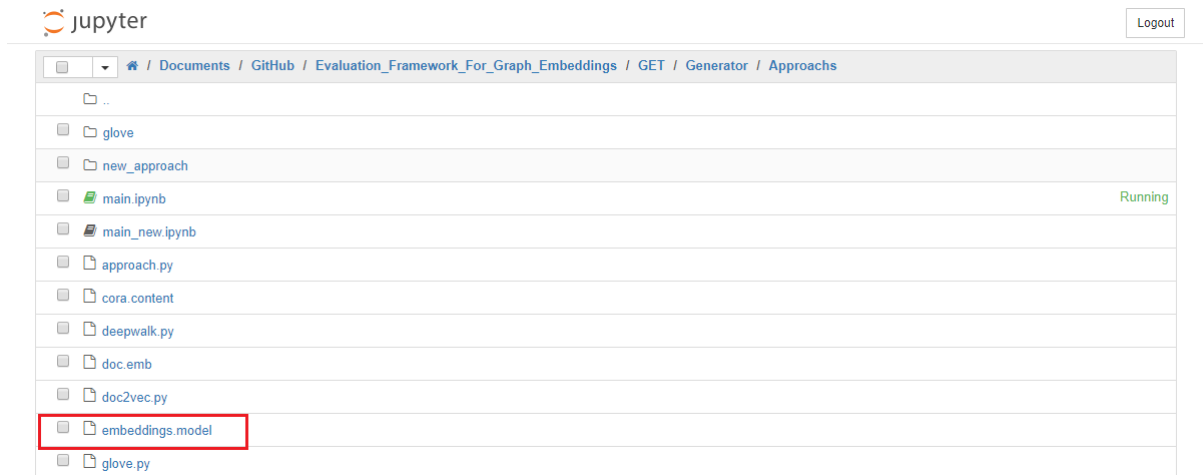 jupyter
Logout
/ Documents / GitHub / Evaluation_Framework_For_Graph_Embeddings / GET / Generator / Approachs
..
glove
new_approach
main.ipynb Running
main_new.ipynb
approach.py
cora.content
deepwalk.py
doc.emb
doc2vec.py
embeddings.model
glove.py